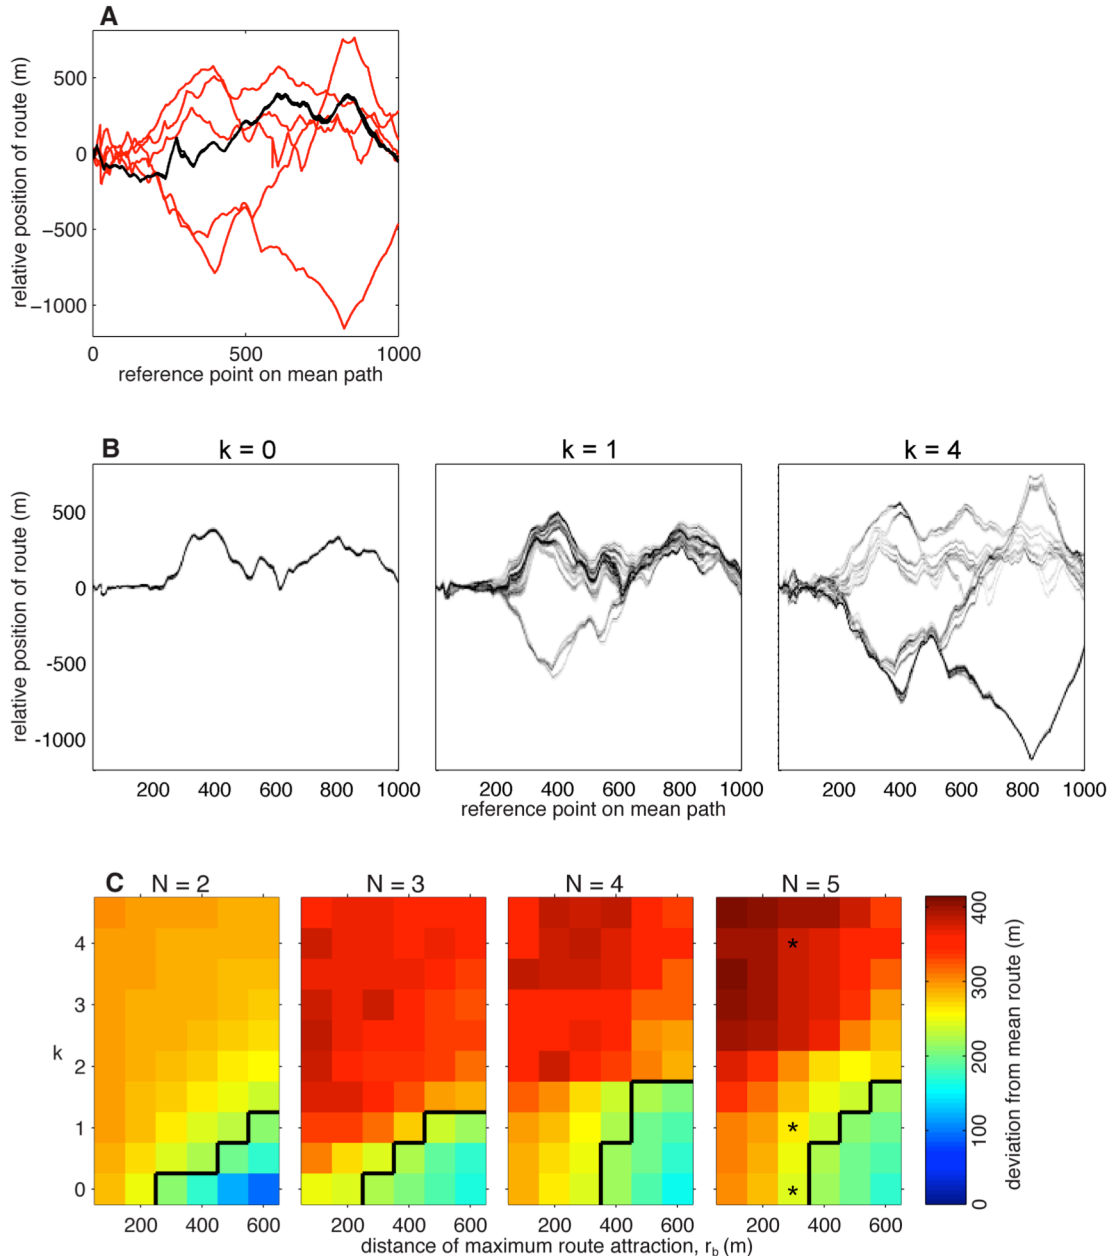 A
relative position of route (m)
500
0
−500
−1000
0 500 1000
reference point on mean path
B
k = 0 k = 1 k = 4
relative position of route (m)
500
0
-500
-1000
200 400 600 800 1000 200 400 600 800 1000 200 400 600 800 1000
reference point on mean path
C
N = 2 N = 3 N = 4 N = 5
k
4
3
2
1
0
* * *
200 400 600 200 400 600 200 400 600 200 400 600
distance of maximum route attraction, r_b (m)
0 100 200 300 400
deviation from mean route (m)